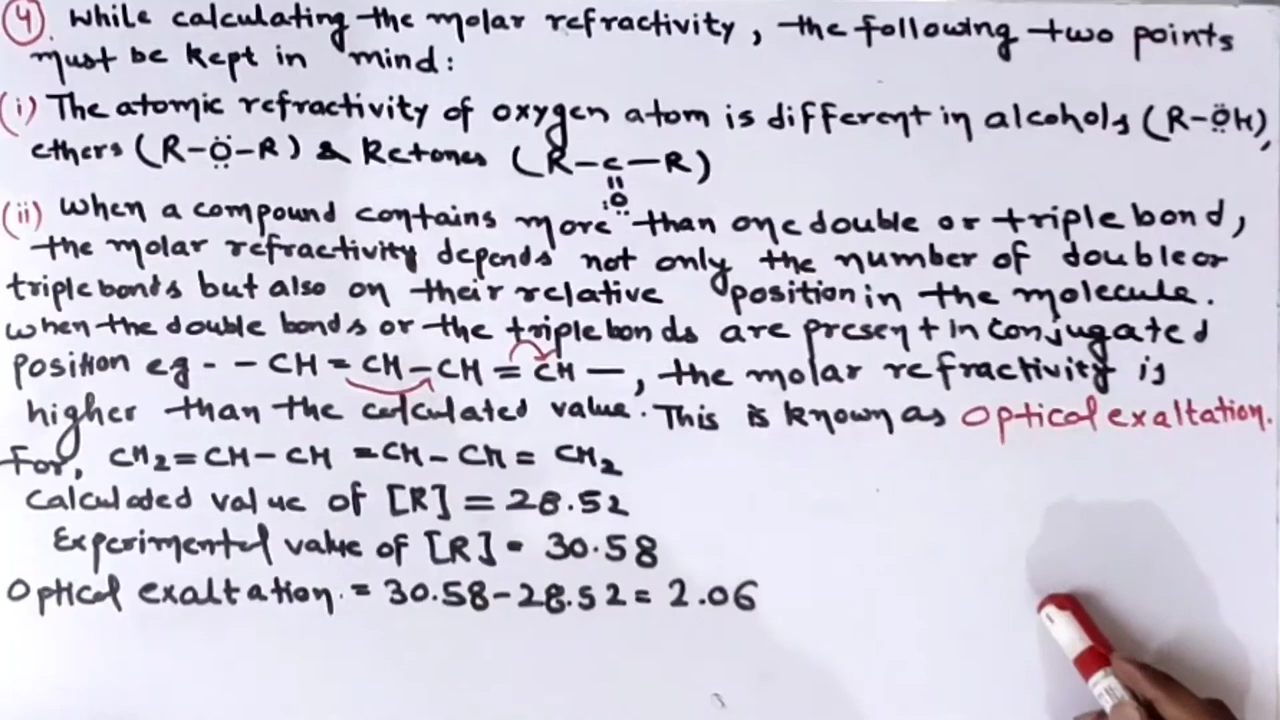 (4). While calculating the molar refractivity, the following two points
must be kept in mind:
(i) The atomic refractivity of oxygen atom is different in alcohols (R-ÖH),
ethers (R-Ö-R) & Ketones (R-C-R)
||
:O:
(ii) When a compound contains more than one double or triple bond,
the molar refractivity depends not only the number of double or
triple bonds but also on their relative position in the molecule.
When the double bonds or the triple bonds are present in conjugated
position eg - -CH=CH-CH=CH-, the molar refractivity is
higher than the calculated value. This is known as Optical exaltation.
For, CH2=CH-CH=CH-CH=CH2
Calculated value of [R] = 28.52
Experimental value of [R] = 30.58
Optical exaltation. = 30.58-28.52= 2.06